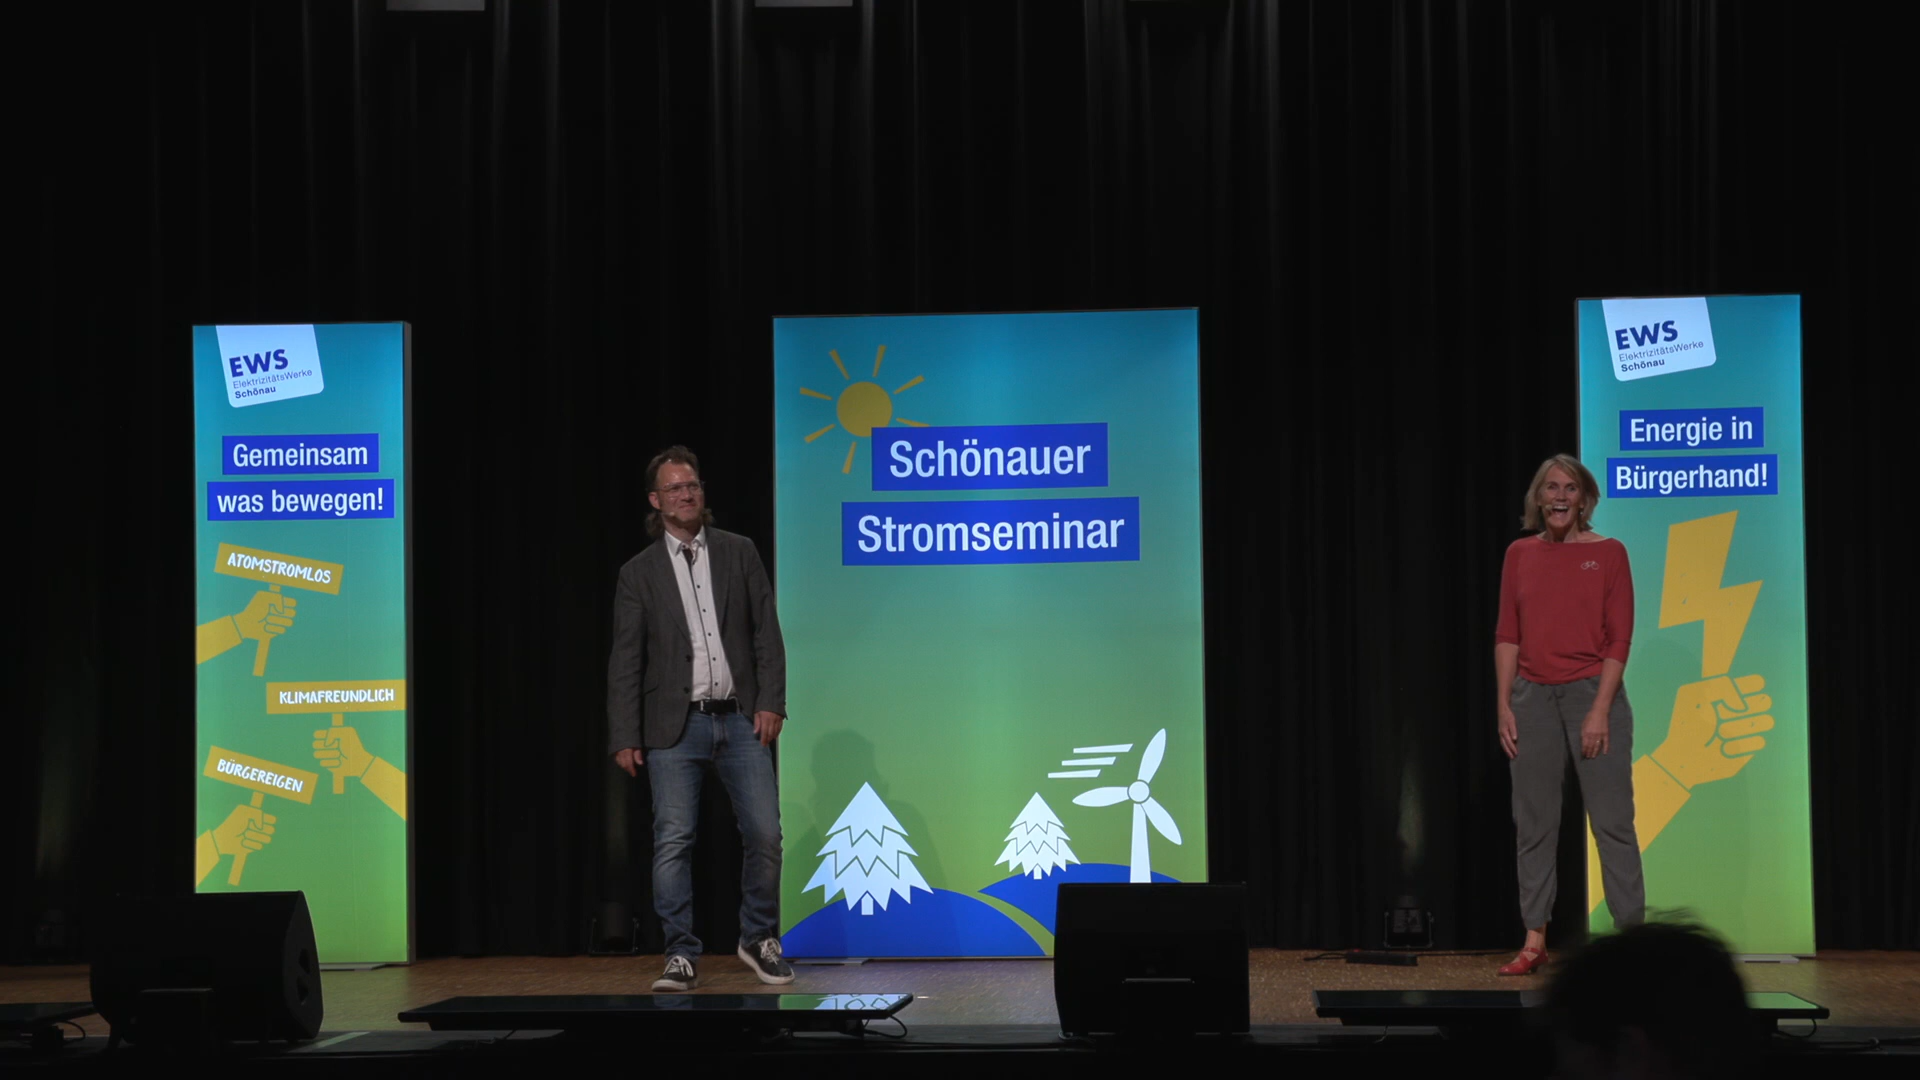 EWS
ElektrizitätsWerke
Schönau
Gemeinsam
was bewegen!
ATOMSTROMLOS
KLIMAFREUNDLICH
BÜRGEREIGEN
Schönauer
Stromseminar
EWS
ElektrizitätsWerke
Schönau
Energie in
Bürgerhand!